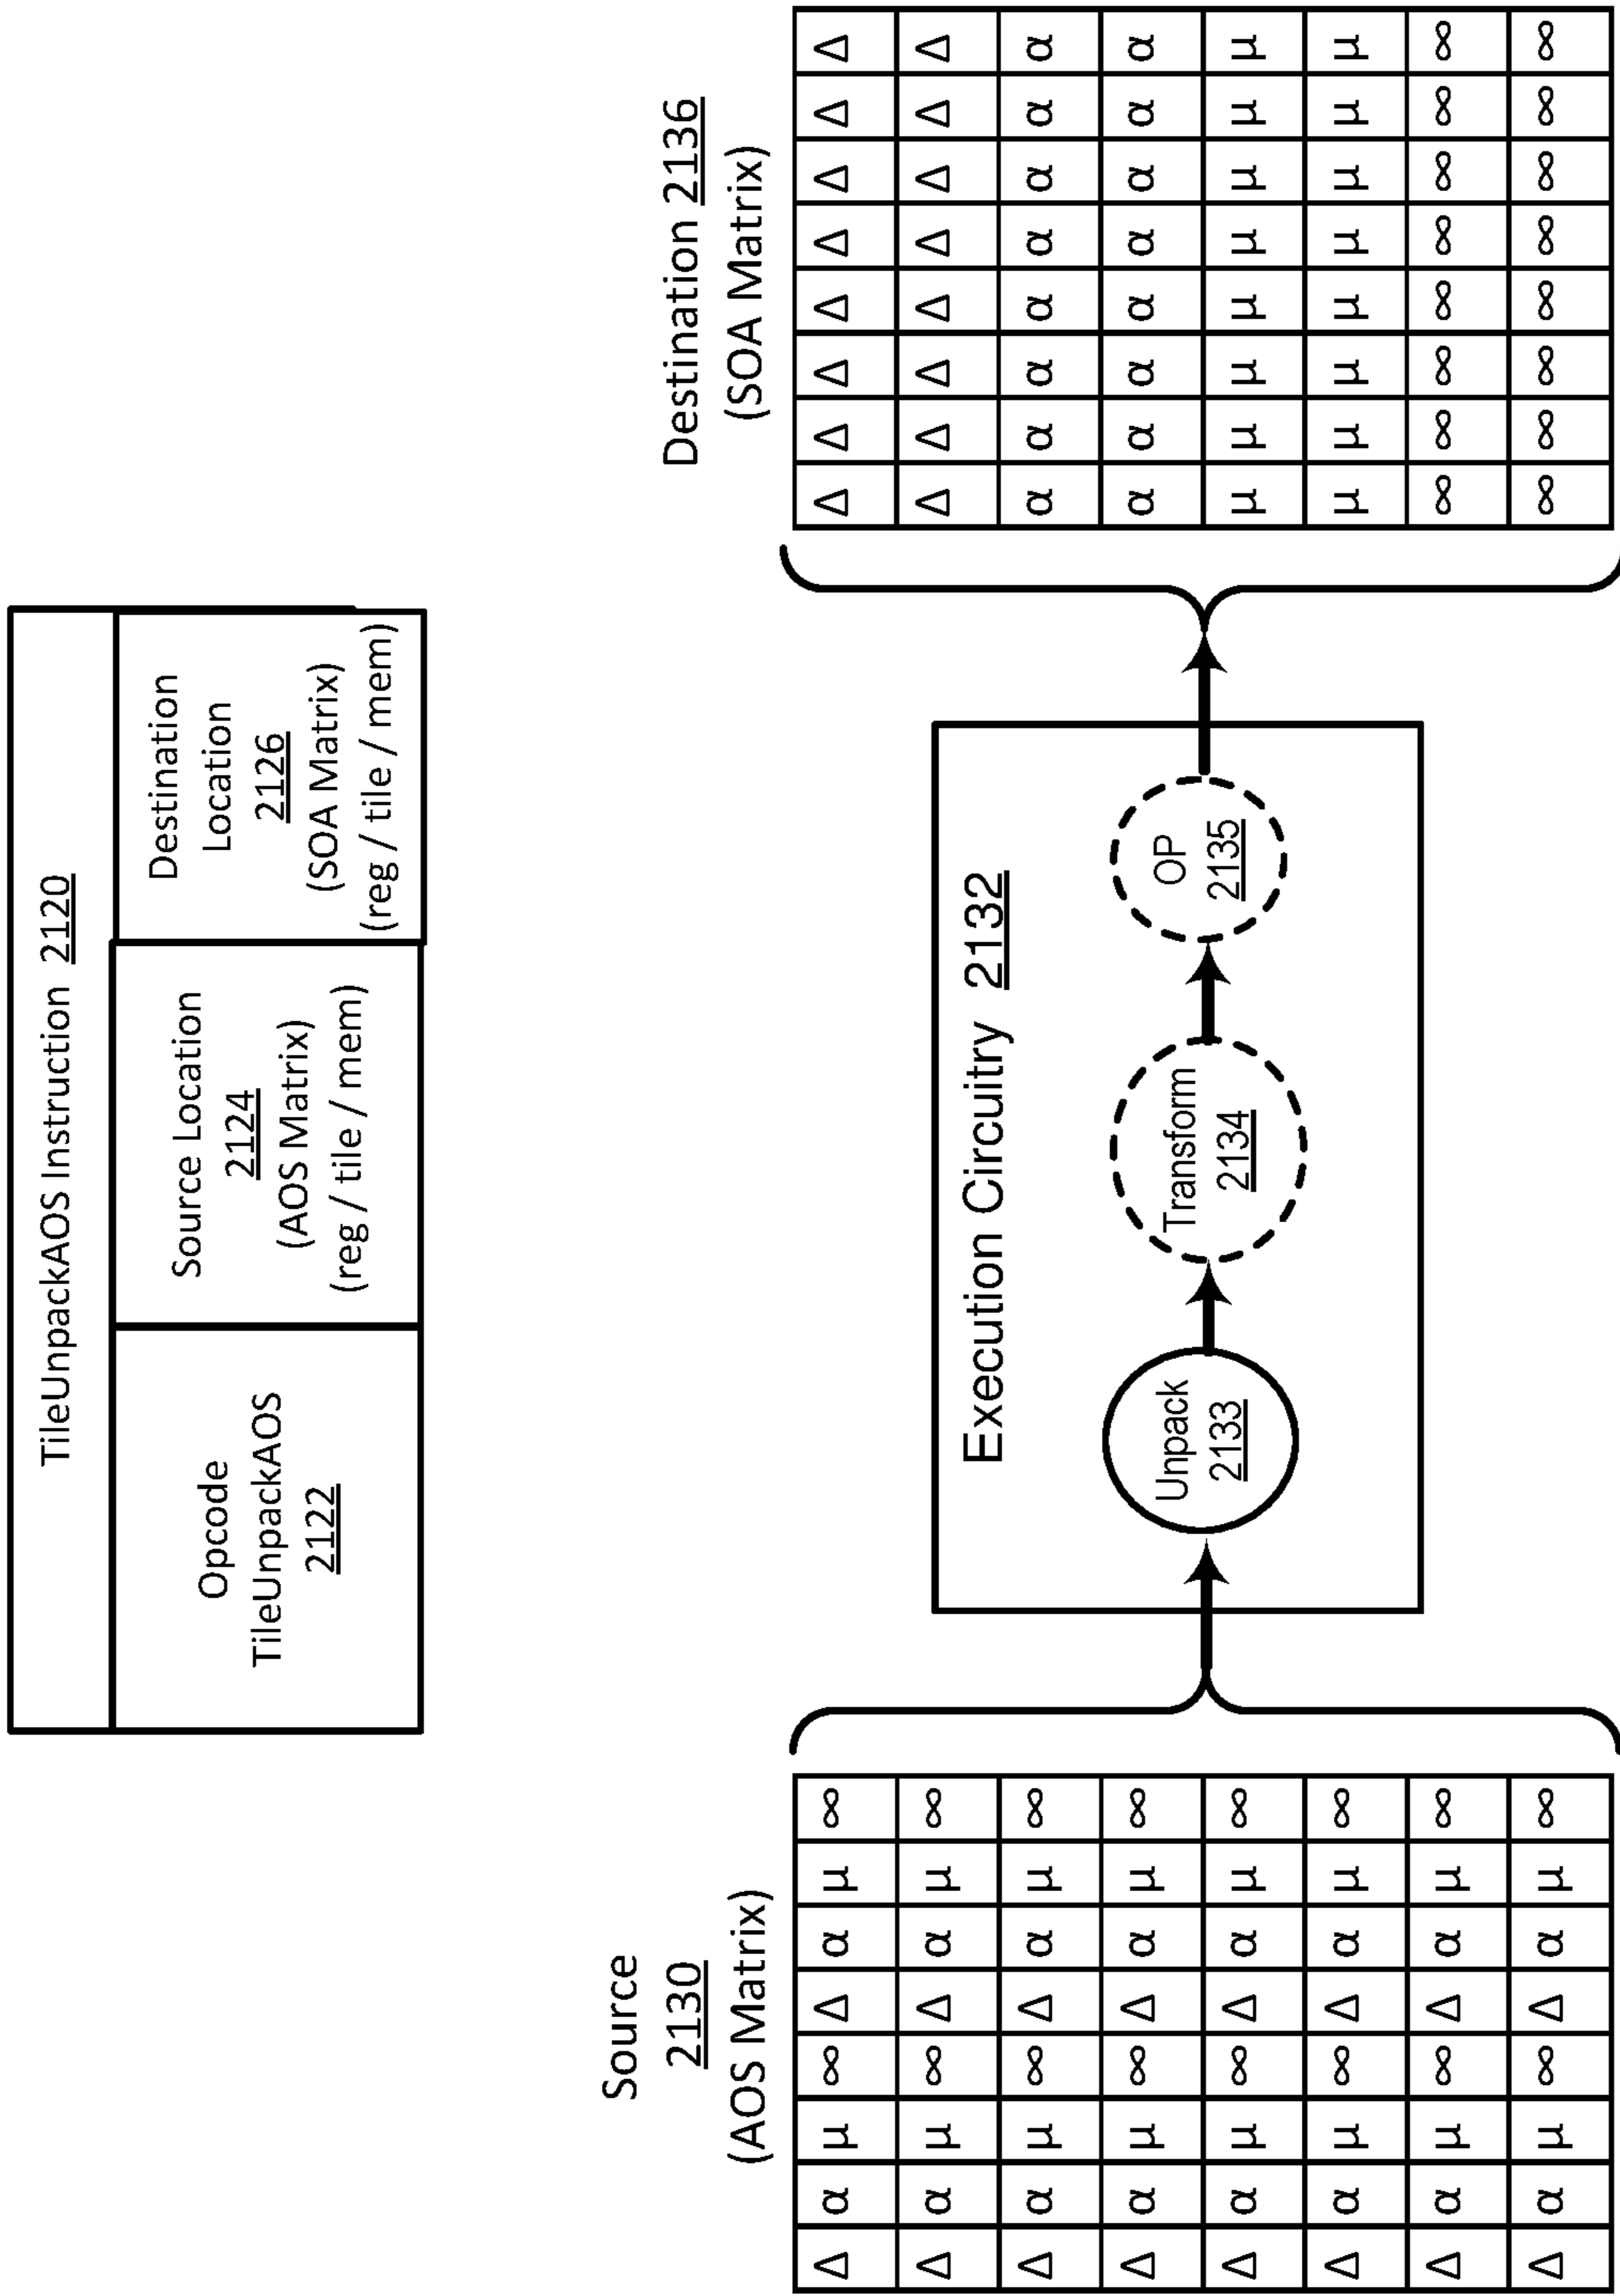 TileUnpackAOS Instruction 2120
Opcode
TileUnpackAOS
2122
Source Location
2124
(AOS Matrix)
(reg / tile / mem)
Destination
Location
2126
(SOA Matrix)
(reg / tile / mem)
Source
2130
(AOS Matrix)
Δ α μ ∞ Δ α μ ∞
Δ α μ ∞ Δ α μ ∞
Δ α μ ∞ Δ α μ ∞
Δ α μ ∞ Δ α μ ∞
Δ α μ ∞ Δ α μ ∞
Δ α μ ∞ Δ α μ ∞
Δ α μ ∞ Δ α μ ∞
Δ α μ ∞ Δ α μ ∞
Execution Circuitry 2132
Unpack
2133
Transform
2134
OP
2135
Destination 2136
(SOA Matrix)
Δ Δ Δ Δ Δ Δ Δ Δ
Δ Δ Δ Δ Δ Δ Δ Δ
α α α α α α α α
α α α α α α α α
μ μ μ μ μ μ μ μ
μ μ μ μ μ μ μ μ
∞ ∞ ∞ ∞ ∞ ∞ ∞ ∞
∞ ∞ ∞ ∞ ∞ ∞ ∞ ∞